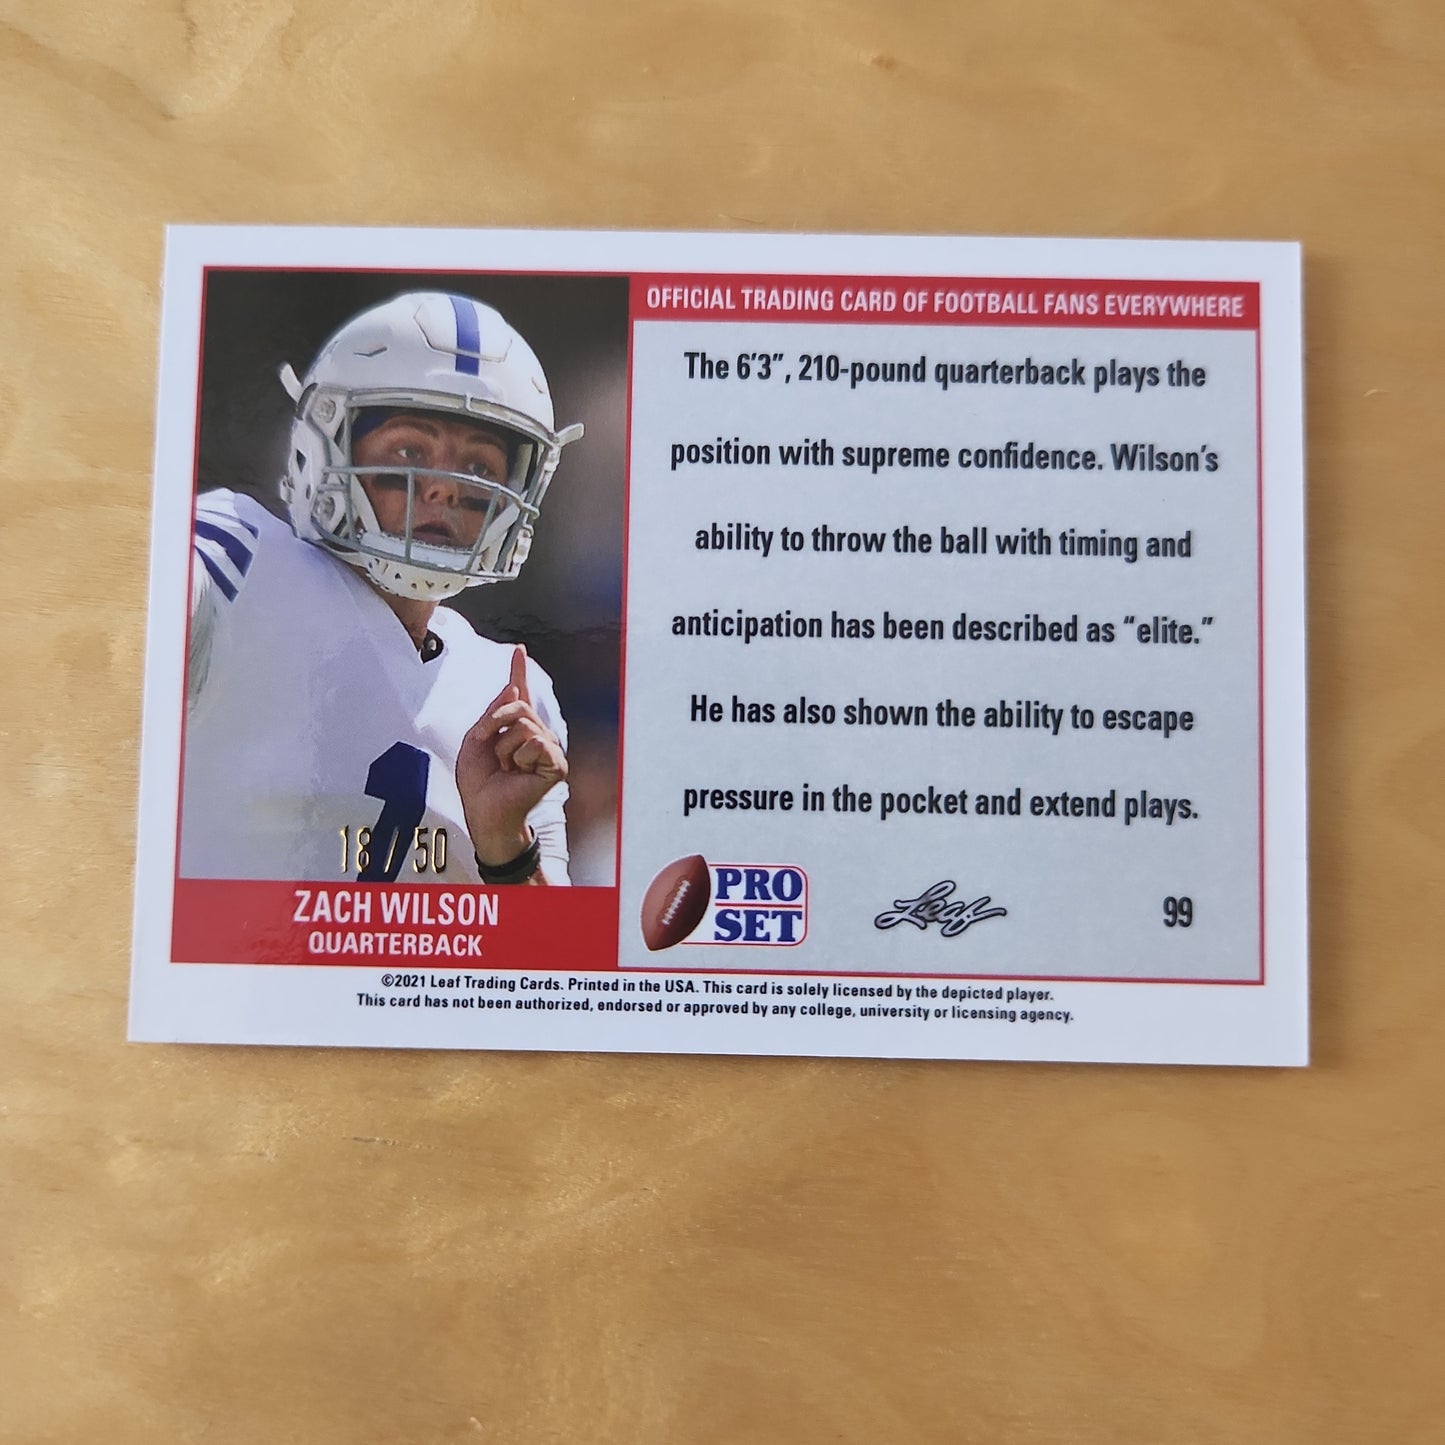 OFFICIAL TRADING CARD OF FOOTBALL FANS EVERYWHERE
The 6'3", 210-pound quarterback plays the
position with supreme confidence. Wilson's
ability to throw the ball with timing and
anticipation has been described as “elite.”
He has also shown the ability to escape
pressure in the pocket and extend plays.
1
18 / 50
ZACH WILSON
QUARTERBACK
PRO
SET
Leaf
99
©2021 Leaf Trading Cards. Printed in the USA. This card is solely licensed by the depicted player.
This card has not been authorized, endorsed or approved by any college, university or licensing agency.